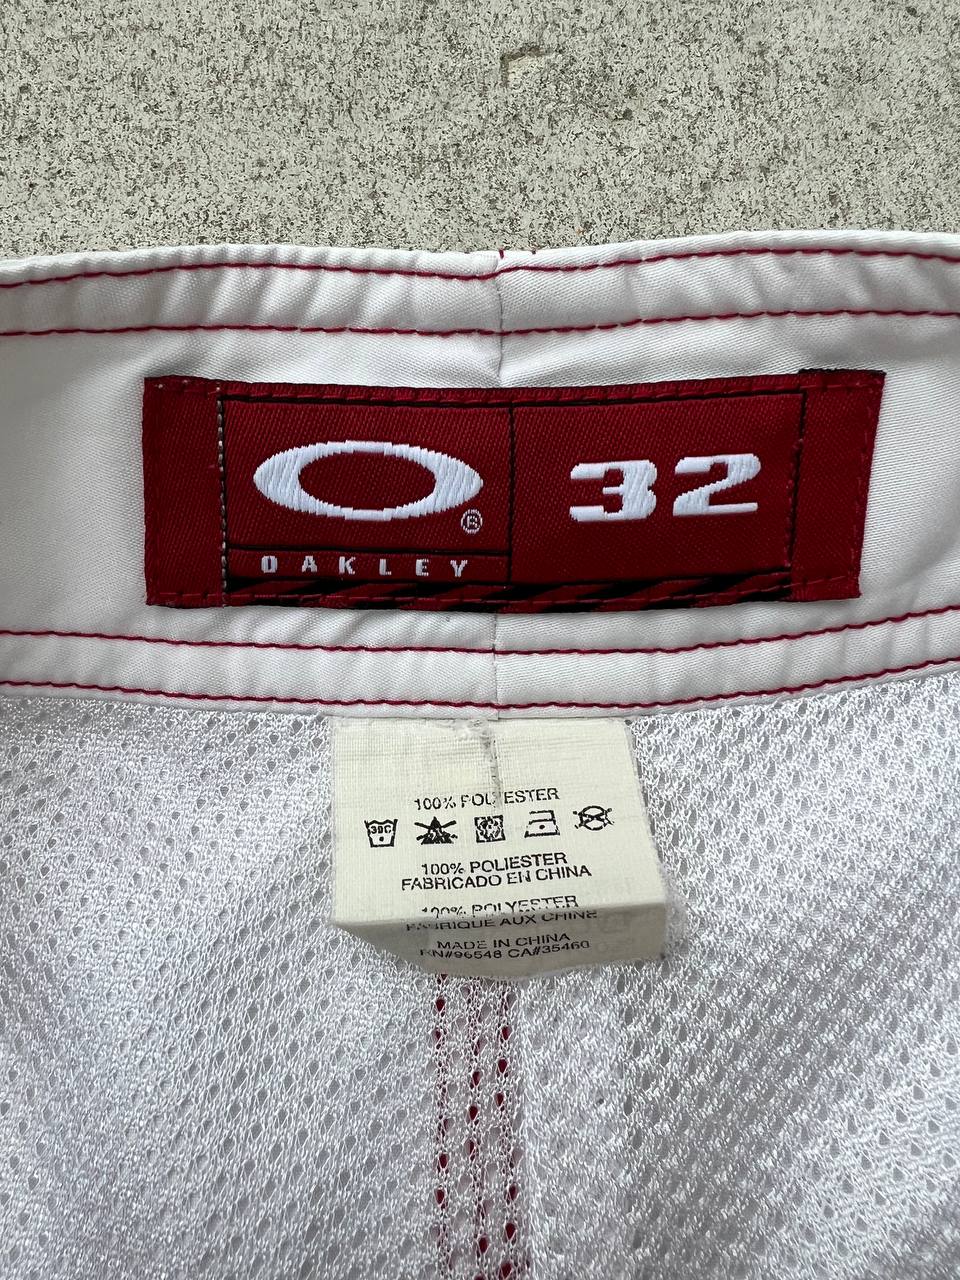 ® 32
OAKLEY
100% POLYESTER
30C
100% POLIESTER
FABRICADO EN CHINA
100% POLYESTER
FABRIQUE AUX CHINE
MADE IN CHINA
RN#96548 CA#35460